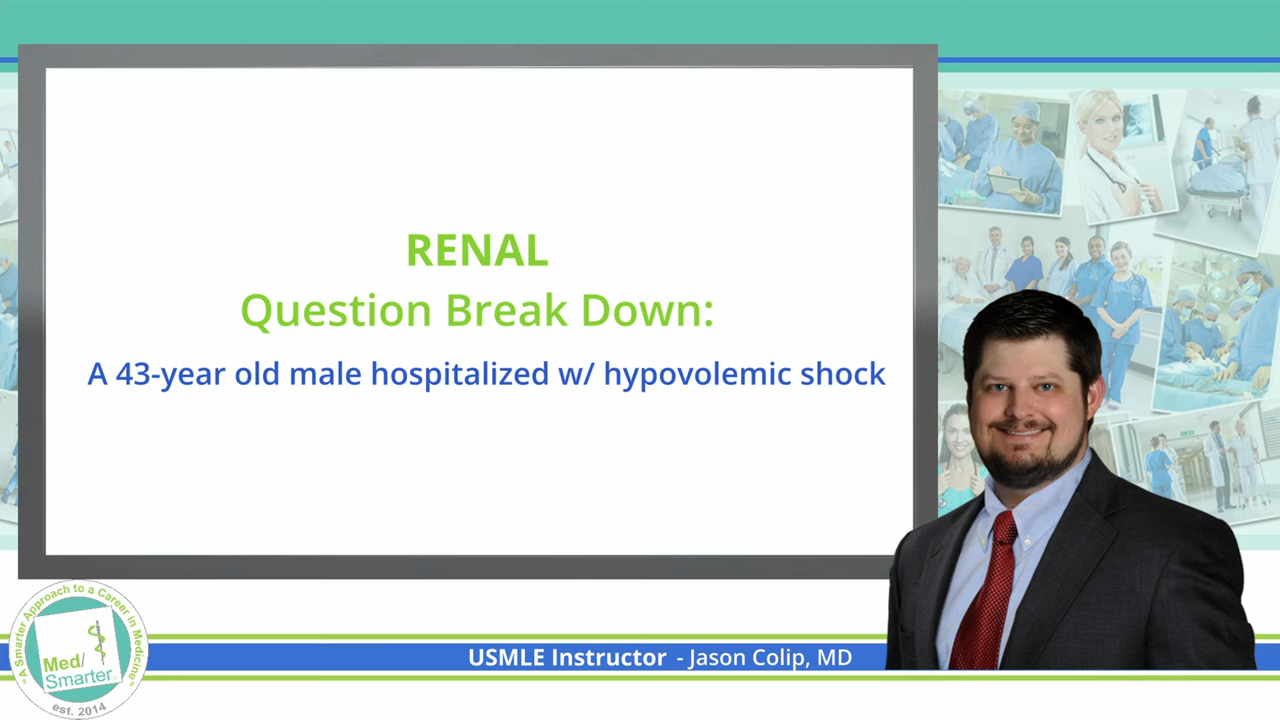 RENAL
Question Break Down:
A 43-year old male hospitalized w/ hypovolemic shock
"A Smarter Approach to a Career in Medicine"
Med/
Smarter
est. 2014
USMLE Instructor - Jason Colip, MD